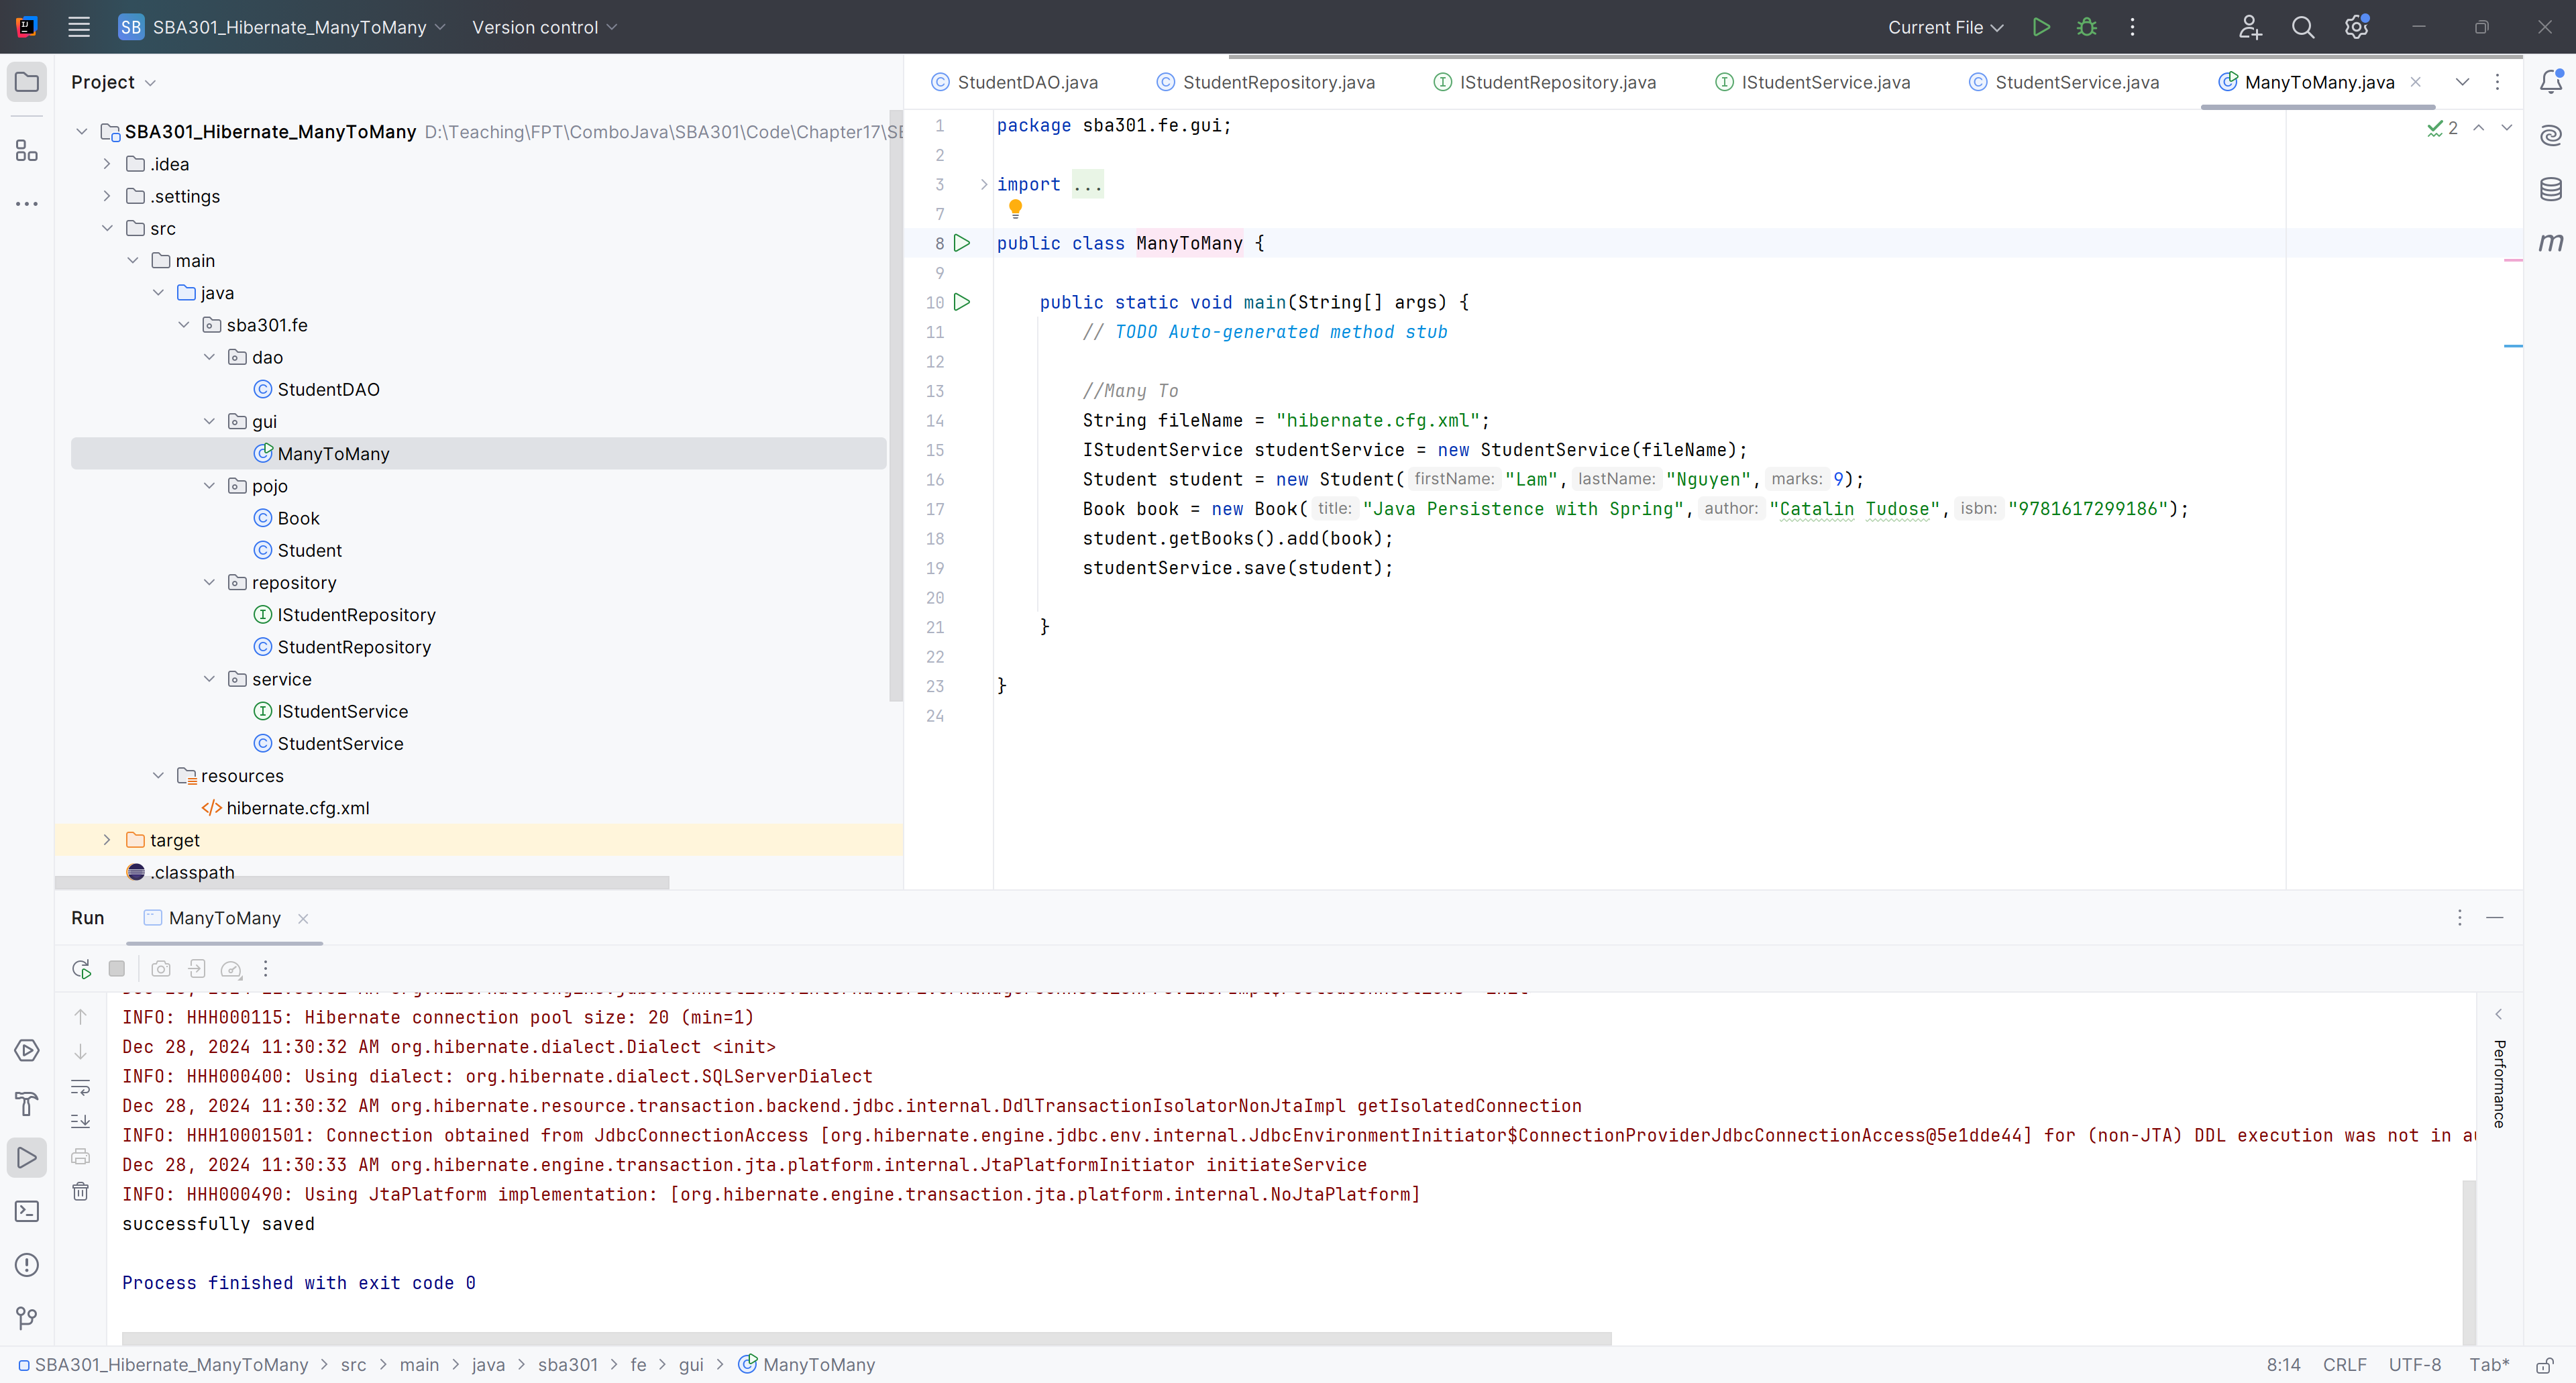 SB SBA301_Hibernate_ManyToMany Version control Current File
Project
SBA301_Hibernate_ManyToMany D:\Teaching\FPT\ComboJava\SBA301\Code\Chapter17\
.idea
.settings
src
main
java
sba301.fe
dao
StudentDAO
gui
ManyToMany
pojo
Book
Student
repository
IStudentRepository
StudentRepository
service
IStudentService
StudentService
resources
hibernate.cfg.xml
target
.classpath
StudentDAO.java StudentRepository.java IStudentRepository.java IStudentService.java StudentService.java ManyToMany.java
1 package sba301.fe.gui;
2
3 import ...
7
8 public class ManyToMany {
9
10 public static void main(String[] args) {
11 // TODO Auto-generated method stub
12
13 //Many To
14 String fileName = "hibernate.cfg.xml";
15 IStudentService studentService = new StudentService(fileName);
16 Student student = new Student( firstName: "Lam", lastName: "Nguyen", marks: 9);
17 Book book = new Book( title: "Java Persistence with Spring", author: "Catalin Tudose", isbn: "9781617299186");
18 student.getBooks().add(book);
19 studentService.save(student);
20
21 }
22
23 }
24
2
m
Run ManyToMany
INFO: HHH000115: Hibernate connection pool size: 20 (min=1)
Dec 28, 2024 11:30:32 AM org.hibernate.dialect.Dialect <init>
INFO: HHH000400: Using dialect: org.hibernate.dialect.SQLServerDialect
Dec 28, 2024 11:30:32 AM org.hibernate.resource.transaction.backend.jdbc.internal.DdlTransactionIsolatorNonJtaImpl getIsolatedConnection
INFO: HHH10001501: Connection obtained from JdbcConnectionAccess [org.hibernate.engine.jdbc.env.internal.JdbcEnvironmentInitiator$ConnectionProviderJdbcConnectionAccess@5e1dde44] for (non-JTA) DDL execution was not in
Dec 28, 2024 11:30:33 AM org.hibernate.engine.transaction.jta.platform.internal.JtaPlatformInitiator initiateService
INFO: HHH000490: Using JtaPlatform implementation: [org.hibernate.engine.transaction.jta.platform.internal.NoJtaPlatform]
successfully saved
Process finished with exit code 0
Performance
SBA301_Hibernate_ManyToMany > src > main > java > sba301 > fe > gui > ManyToMany
8:14 CRLF UTF-8 Tab*